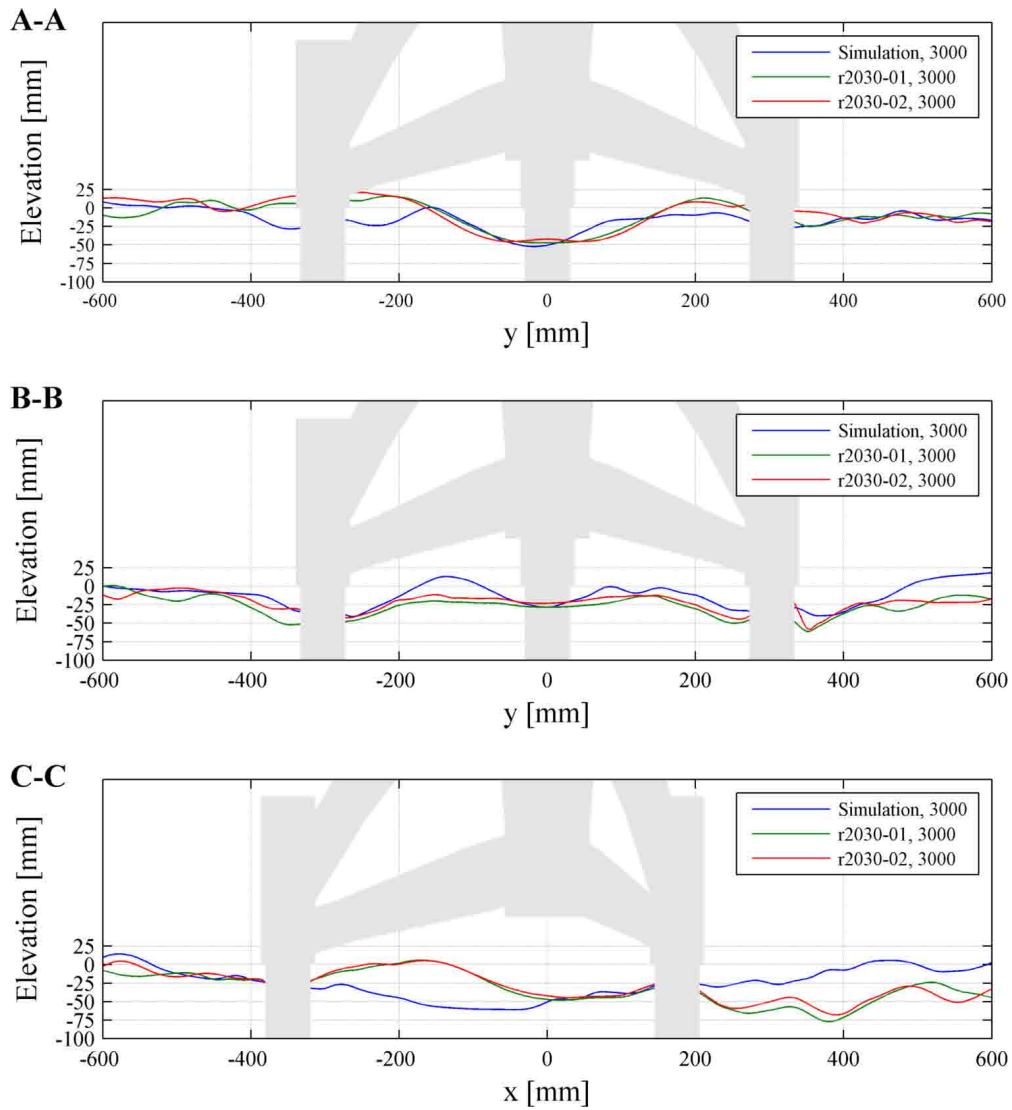 A-A
Elevation [mm]
Simulation, 3000
r2030-01, 3000
r2030-02, 3000
25
0
-25
-50
-75
-100
-600 -400 -200 0 200 400 600
y [mm]
B-B
Elevation [mm]
Simulation, 3000
r2030-01, 3000
r2030-02, 3000
25
0
-25
-50
-75
-100
-600 -400 -200 0 200 400 600
y [mm]
C-C
Elevation [mm]
Simulation, 3000
r2030-01, 3000
r2030-02, 3000
25
0
-25
-50
-75
-100
-600 -400 -200 0 200 400 600
x [mm]